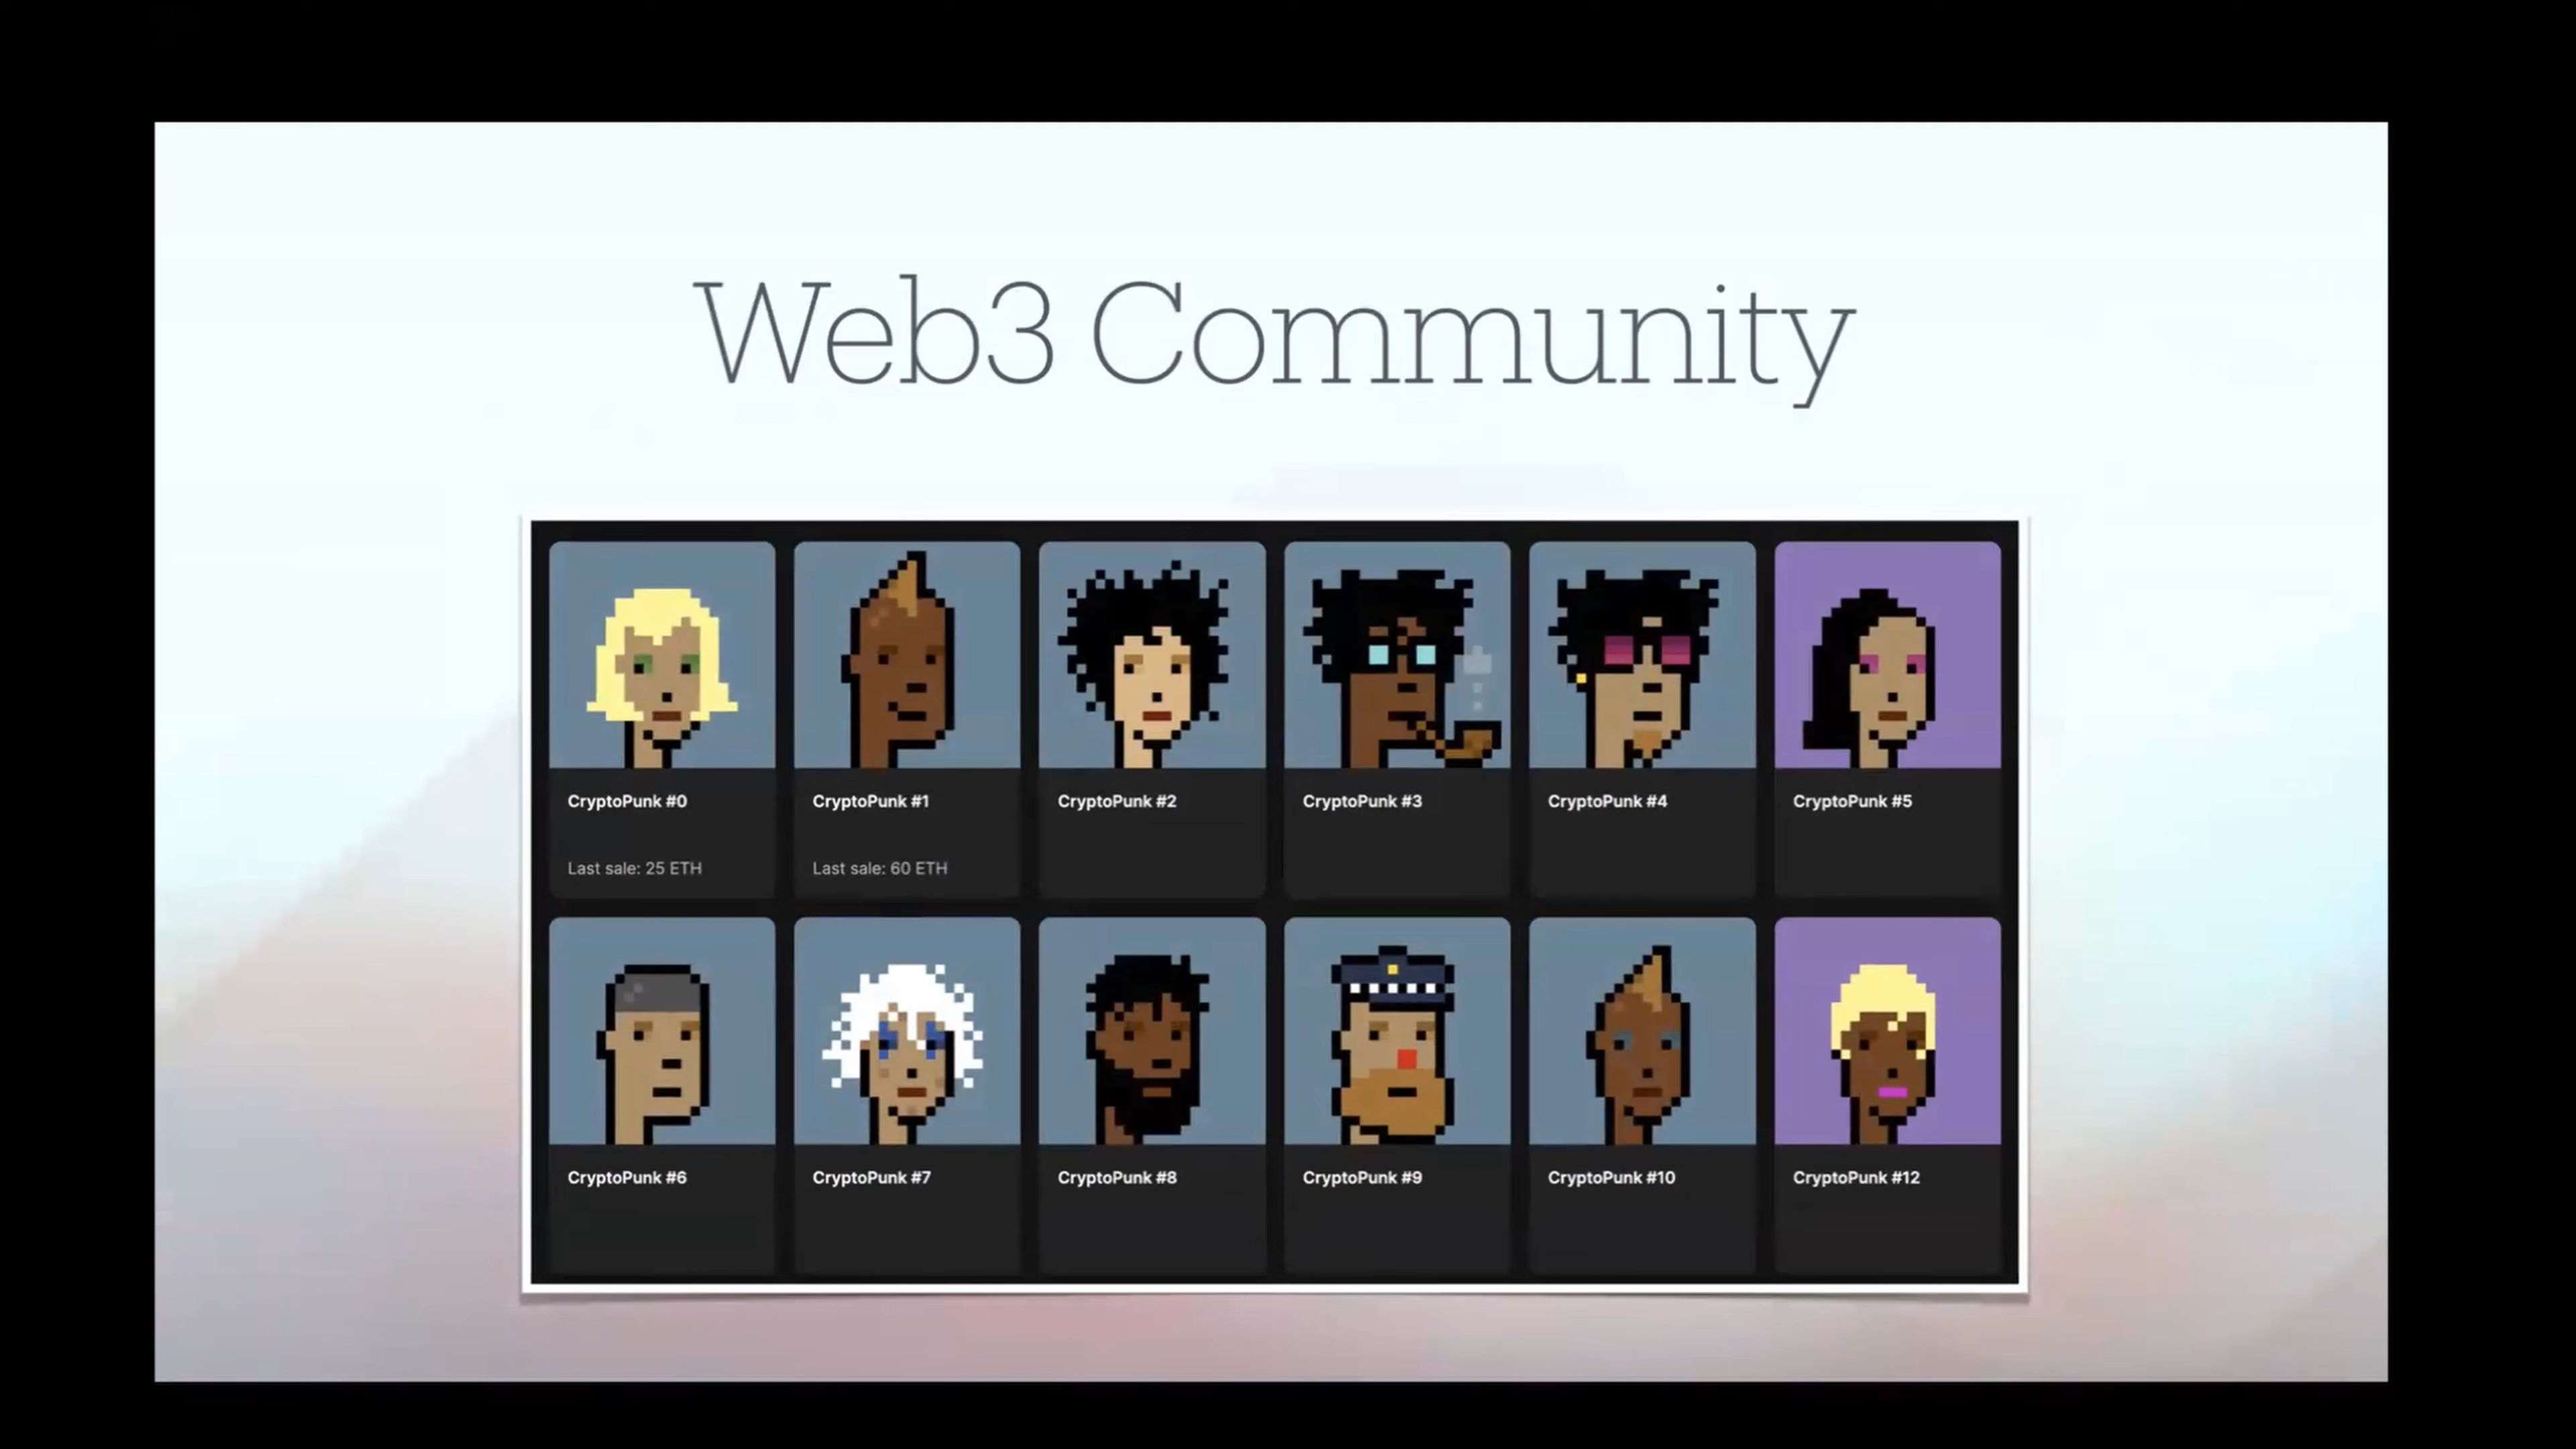 Web3 Community
CryptoPunk #0
CryptoPunk #1
CryptoPunk #2
CryptoPunk #3
CryptoPunk #4
CryptoPunk #5
Last sale: 25 ETH
Last sale: 60 ETH
CryptoPunk #6
CryptoPunk #7
CryptoPunk #8
CryptoPunk #9
CryptoPunk #10
CryptoPunk #12